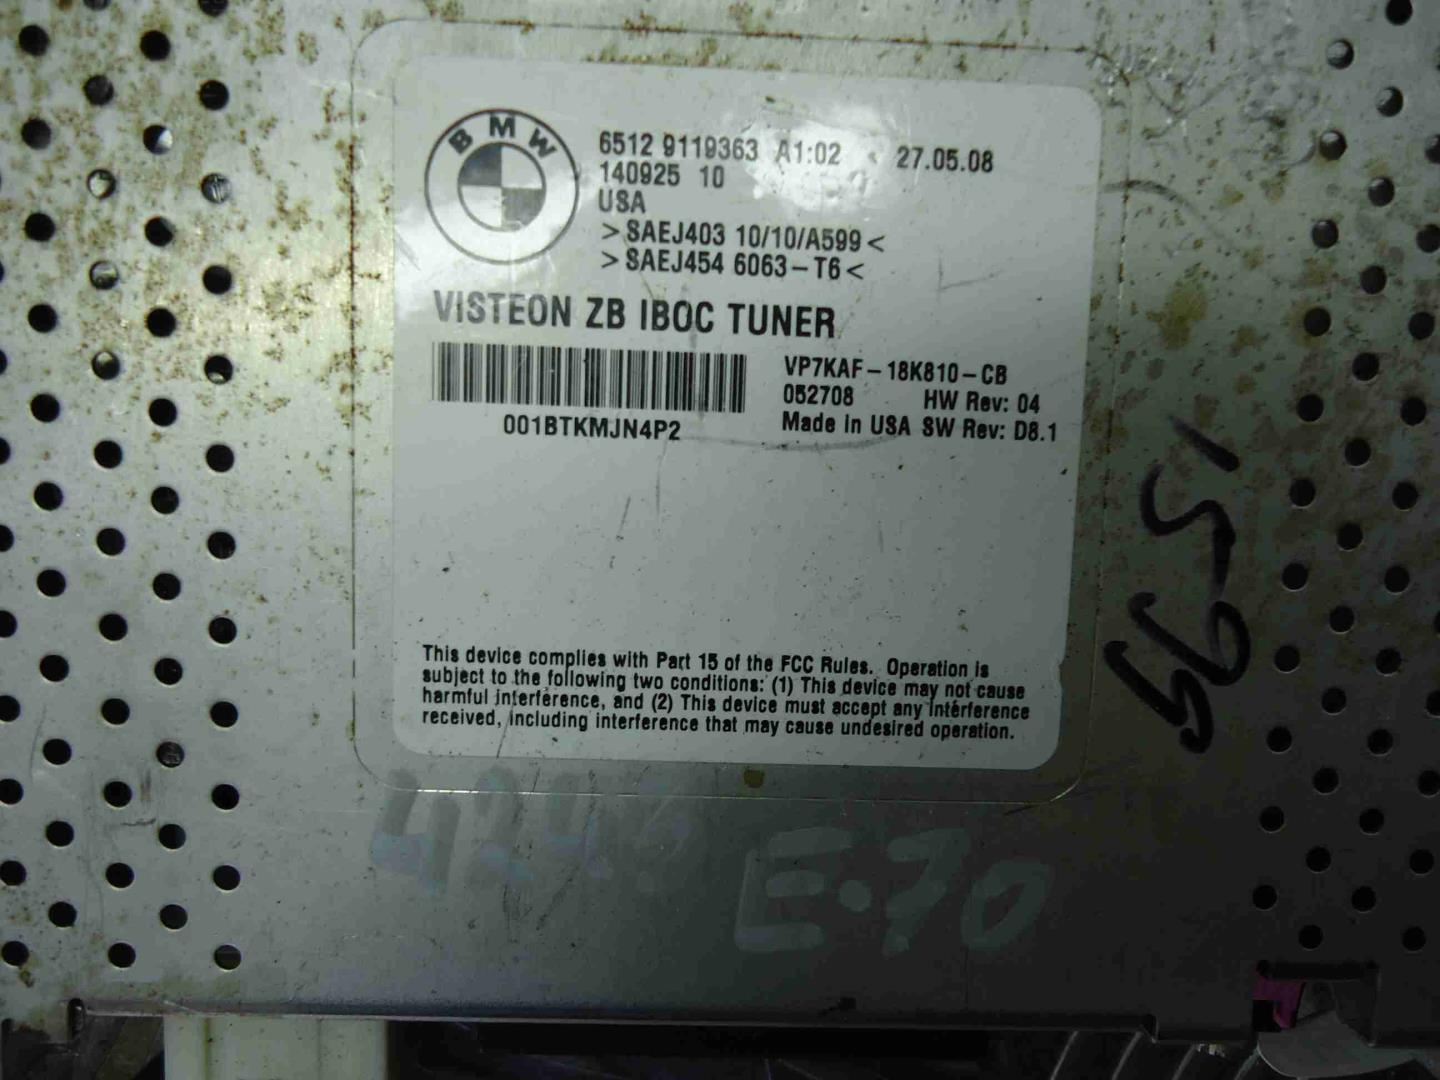 BMW
6512 9119363 A1:02 27.05.08
140925 10
USA
>SAEJ403 10/10/A599<
>SAEJ454 6063-T6<
VISTEON ZB IBOC TUNER
VP7KAF-18K810-CB
052708 HW Rev: 04
Made in USA SW Rev: D8.1
001BTKMJN4P2
This device complies with Part 15 of the FCC Rules. Operation is
subject to the following two conditions: (1) This device may not cause
harmful interference, and (2) This device must accept any interference
received, including interference that may cause undesired operation.
E-70